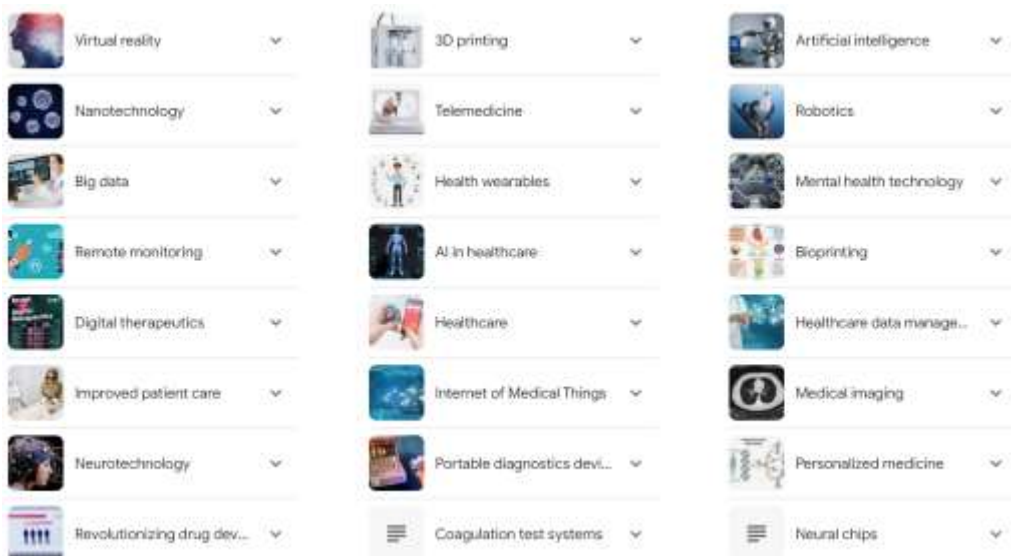 Virtual reality
3D printing
Artificial intelligence
Nanotechnology
Telemedicine
Robotics
Big data
Health wearables
Mental health technology
Remote monitoring
AI in healthcare
Bioprinting
Digital therapeutics
Healthcare
Healthcare data manage...
Improved patient care
Internet of Medical Things
Medical imaging
Neurotechnology
Portable diagnostics devi...
Personalized medicine
Revolutionizing drug dev...
Coagulation test systems
Neural chips